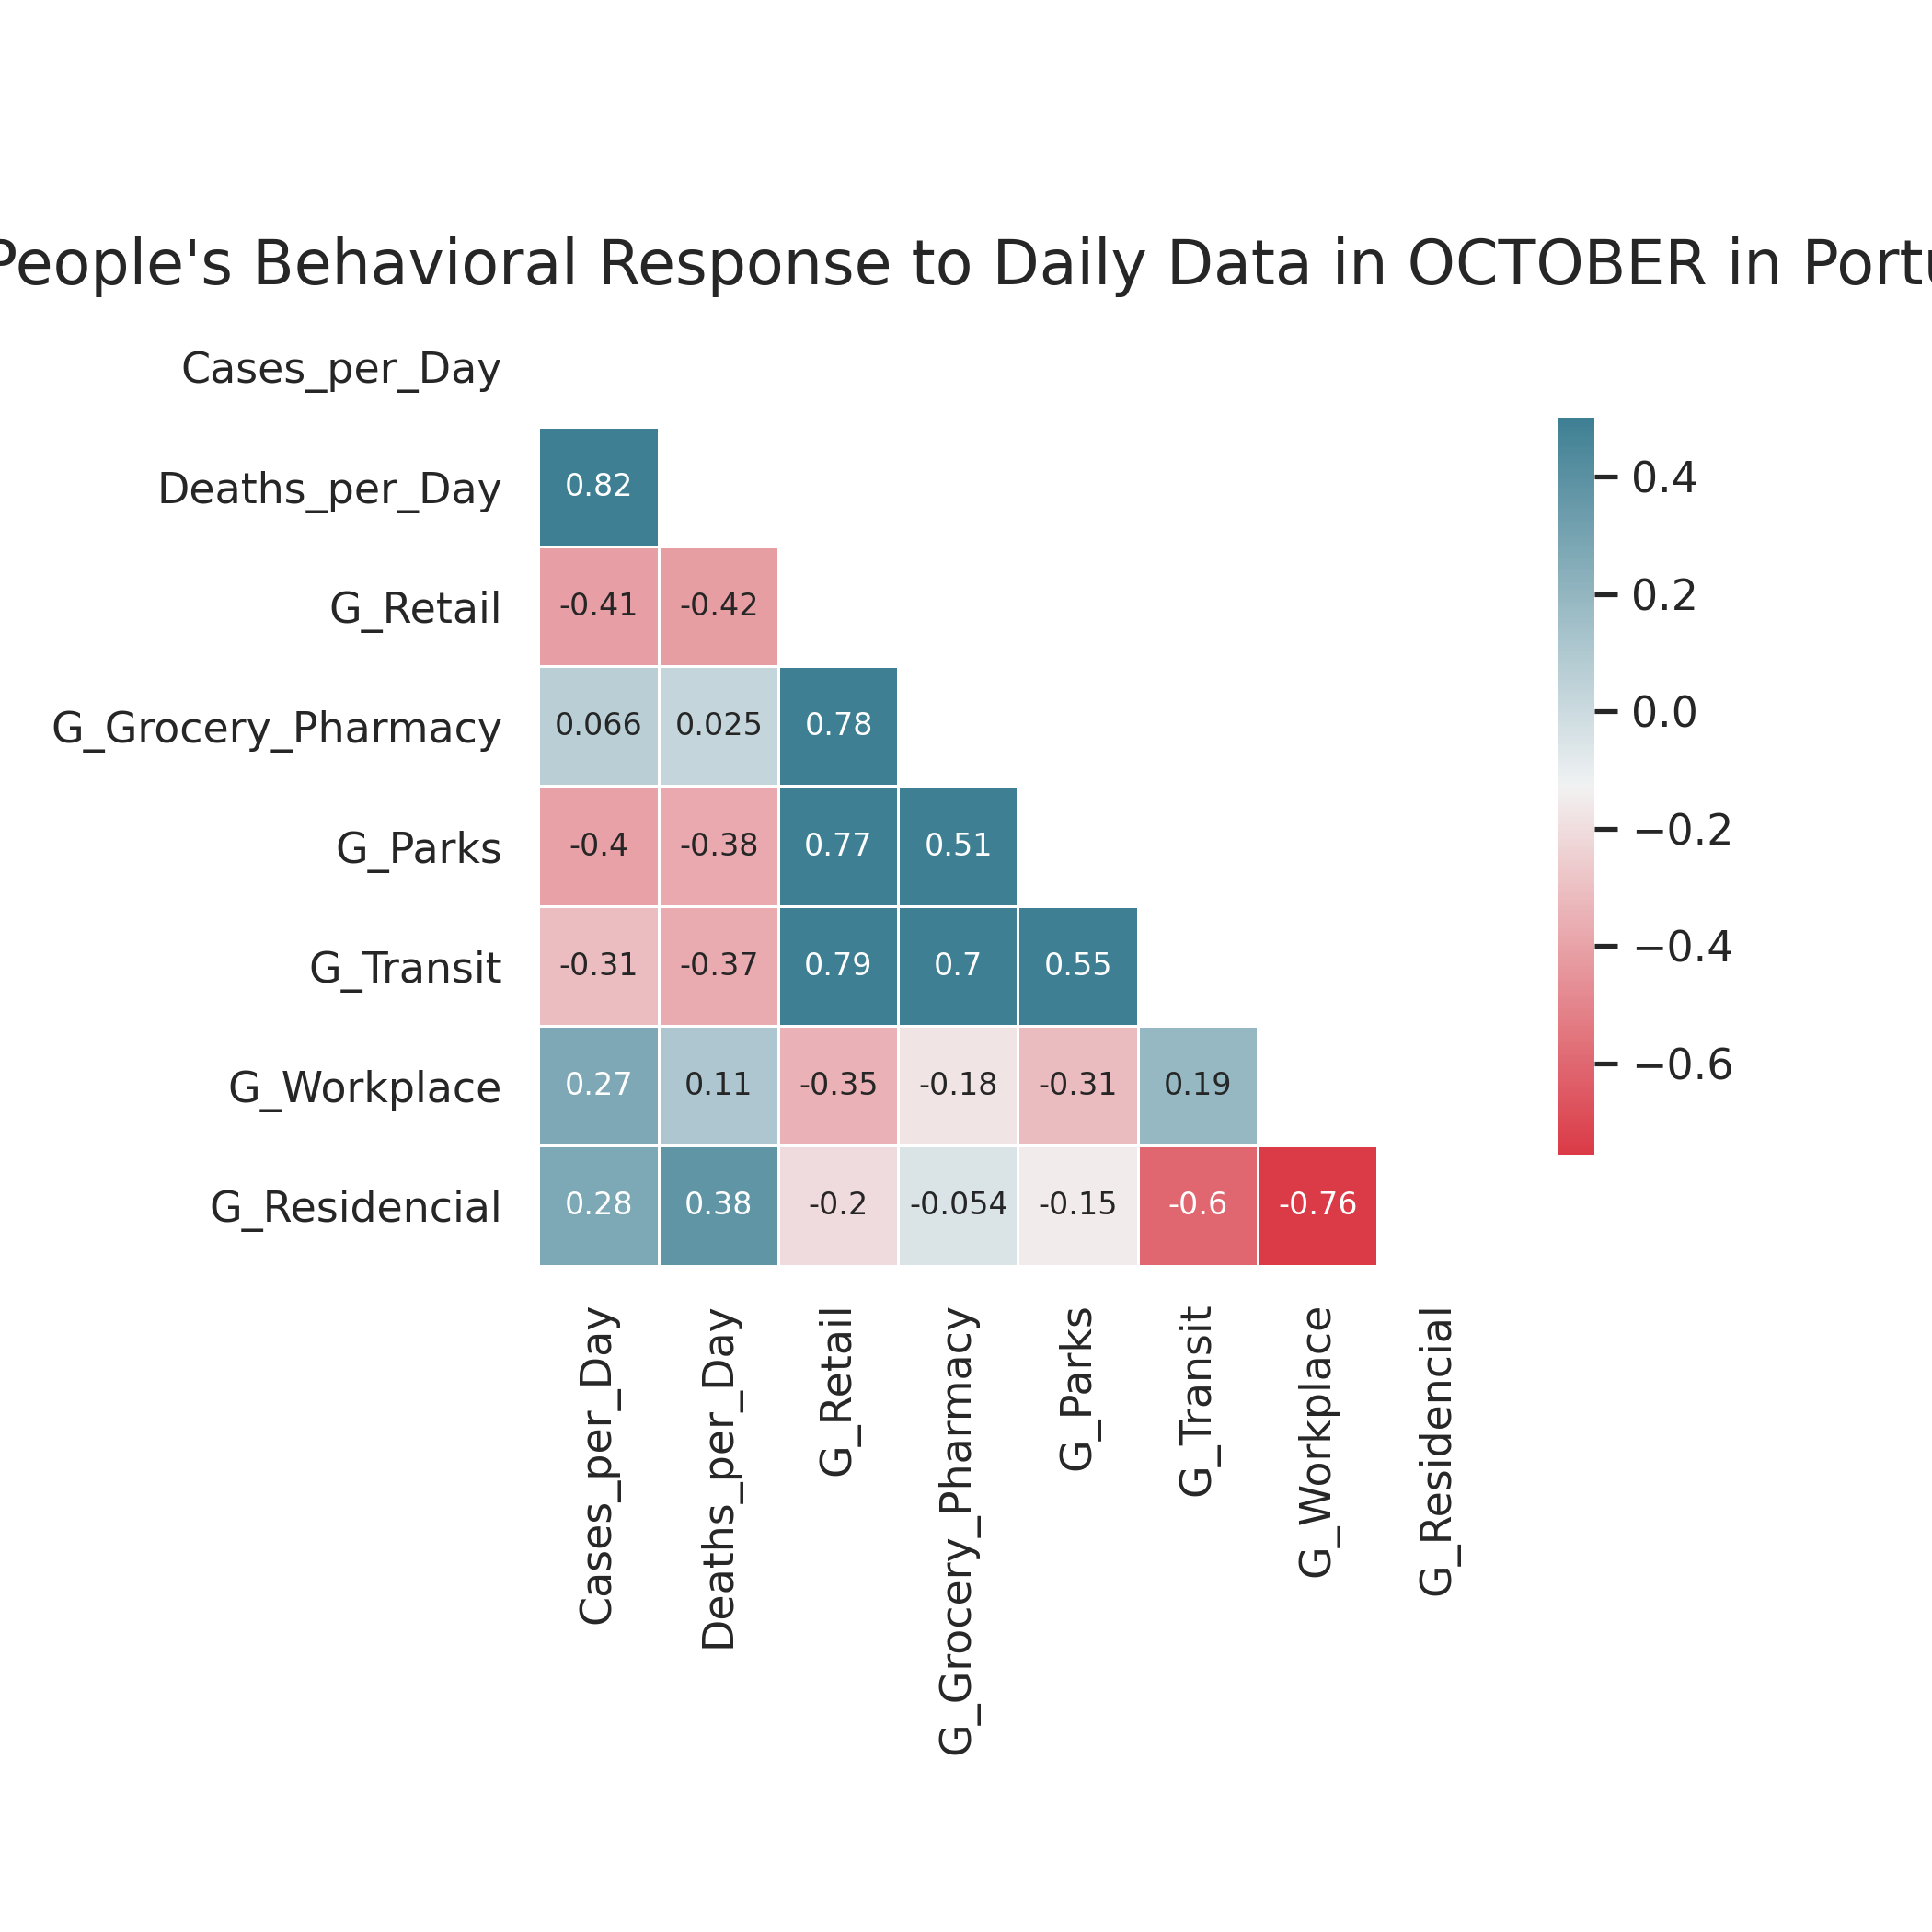 People's Behavioral Response to Daily Data in OCTOBER in Portu
Cases_per_Day
Deaths_per_Day 0.82
G_Retail -0.41 -0.42
G_Grocery_Pharmacy 0.066 0.025 0.78
G_Parks -0.4 -0.38 0.77 0.51
G_Transit -0.31 -0.37 0.79 0.7 0.55
G_Workplace 0.27 0.11 -0.35 -0.18 -0.31 0.19
G_Residencial 0.28 0.38 -0.2 -0.054 -0.15 -0.6 -0.76
Cases_per_Day
Deaths_per_Day
G_Retail
G_Grocery_Pharmacy
G_Parks
G_Transit
G_Workplace
G_Residencial
0.4
0.2
0.0
−0.2
−0.4
−0.6